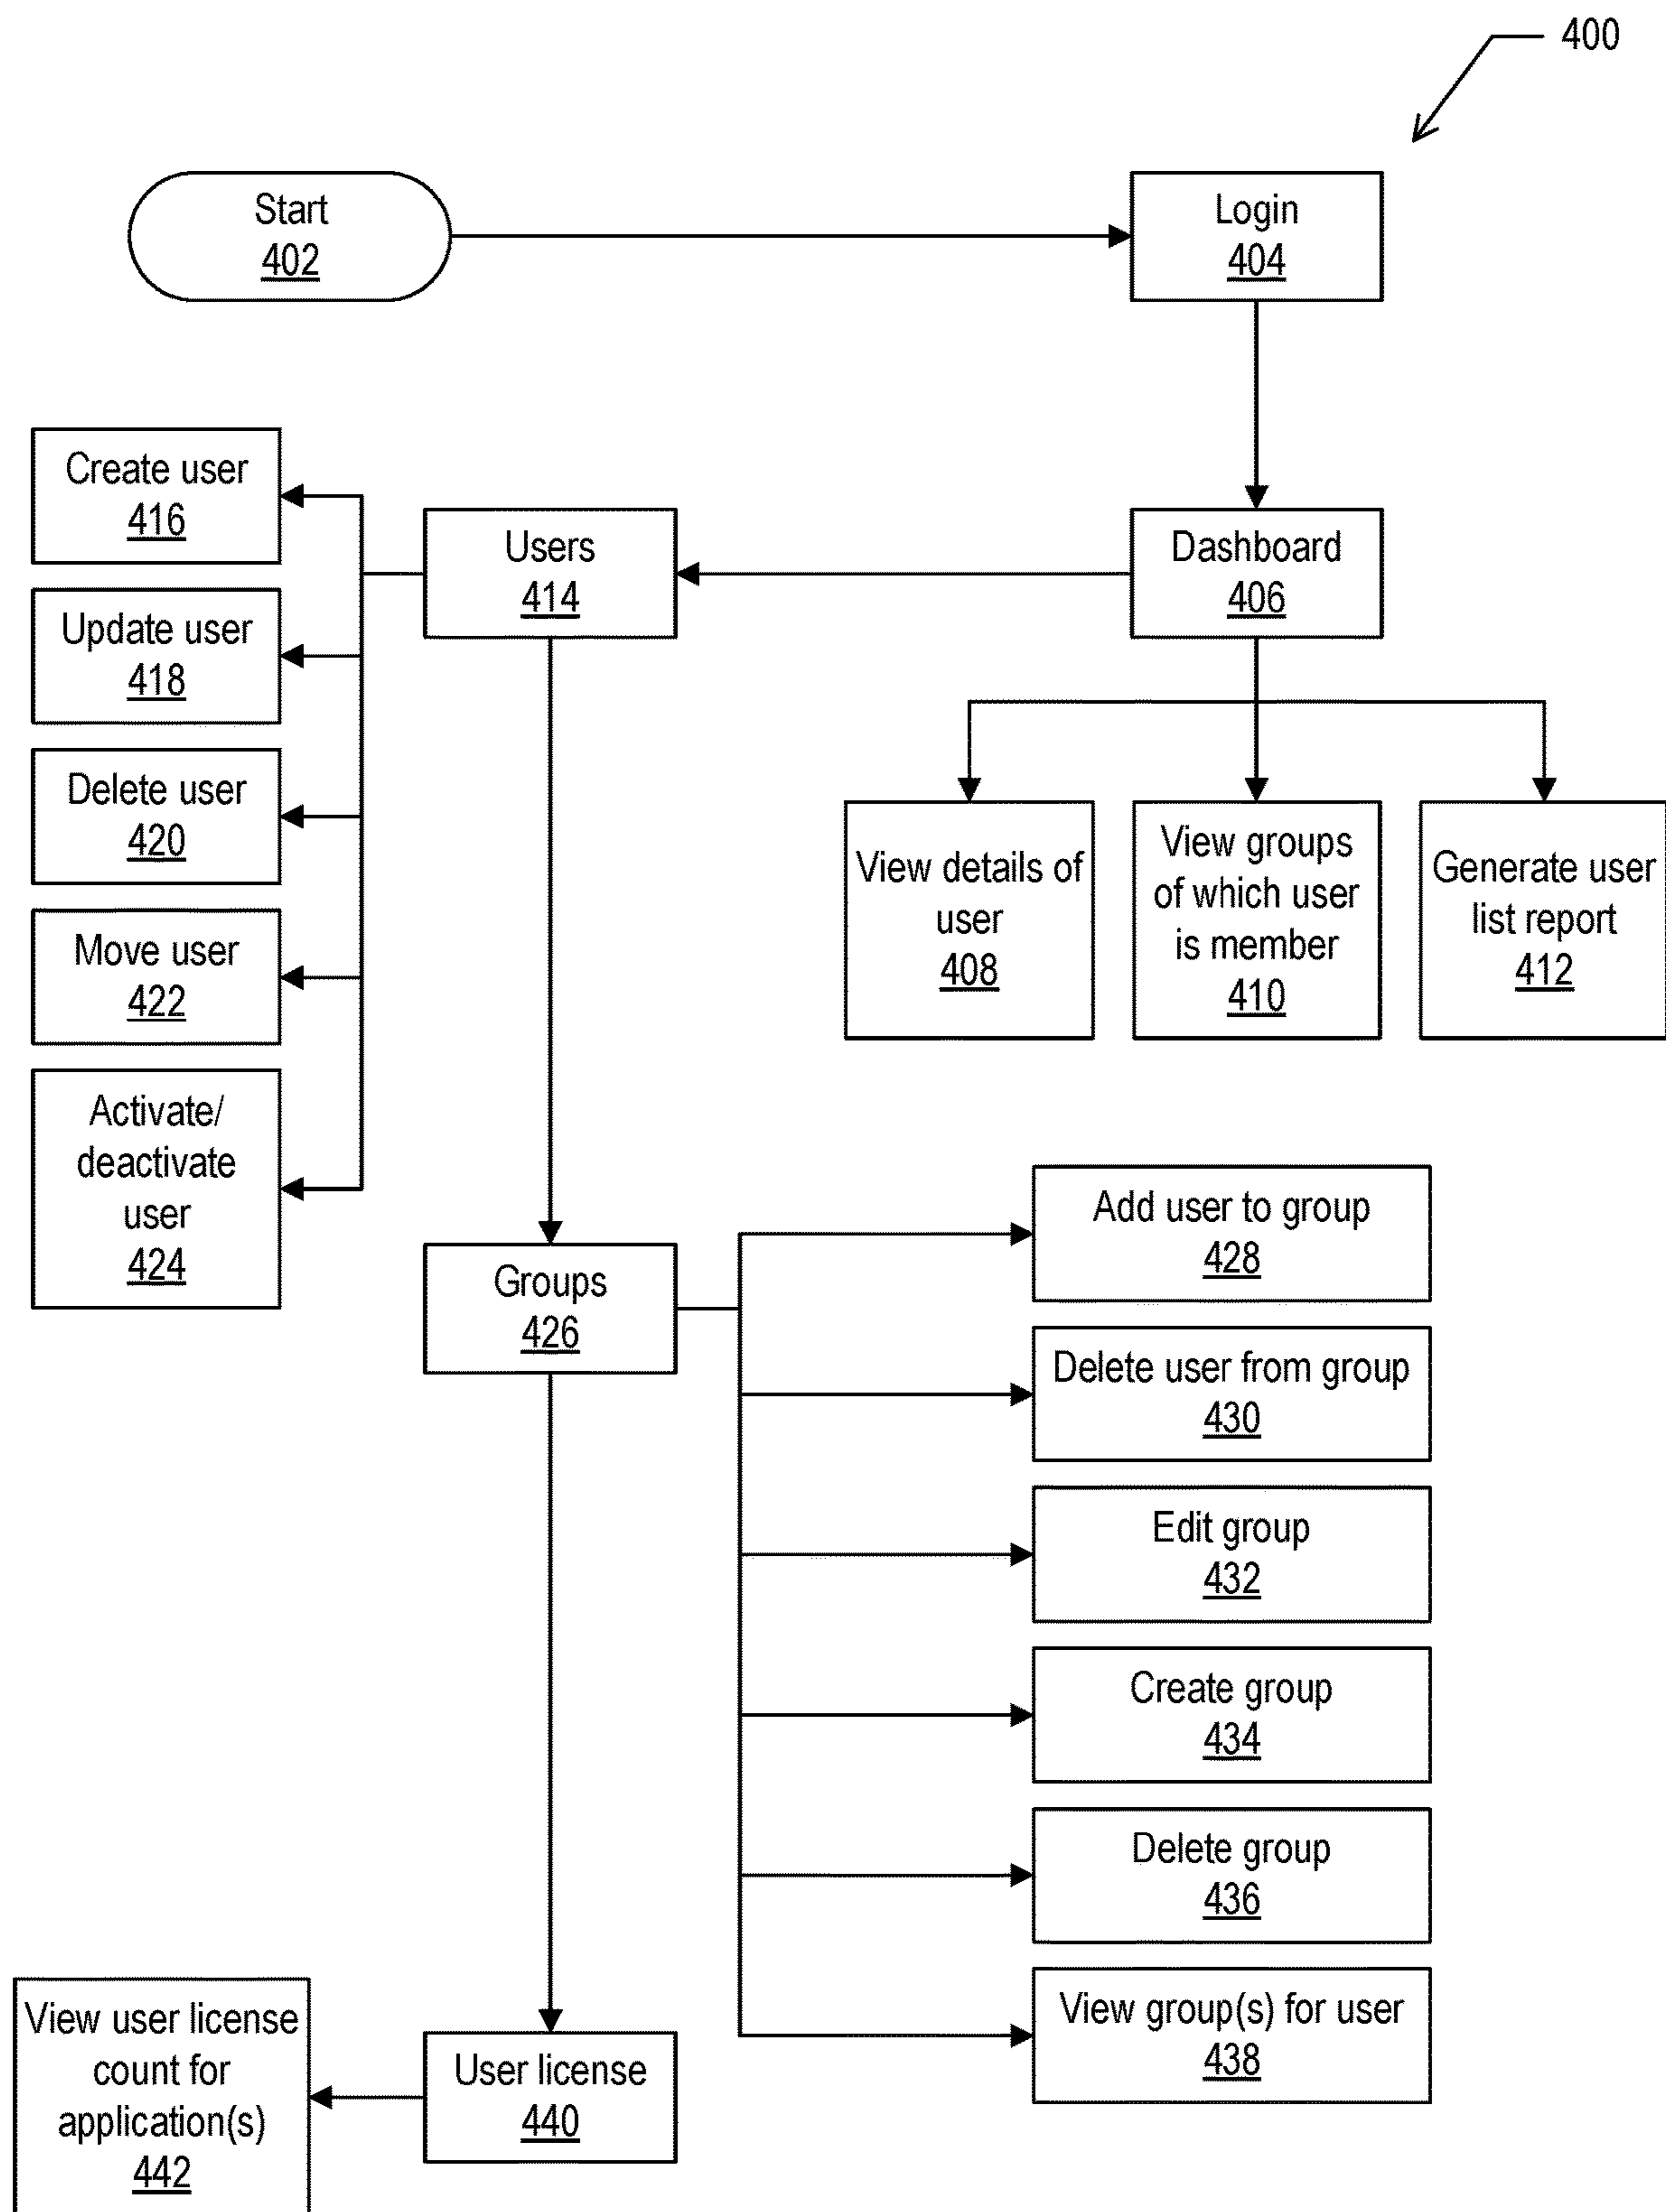 400
Start
402
Login
404
Create user
416
Users
414
Dashboard
406
Update user
418
Delete user
420
View details of
user
408
View groups
of which user
is member
410
Generate user
list report
412
Move user
422
Activate/
deactivate
user
424
Groups
426
Add user to group
428
Delete user from group
430
Edit group
432
Create group
434
Delete group
436
View group(s) for user
438
User license
440
View user license
count for
application(s)
442